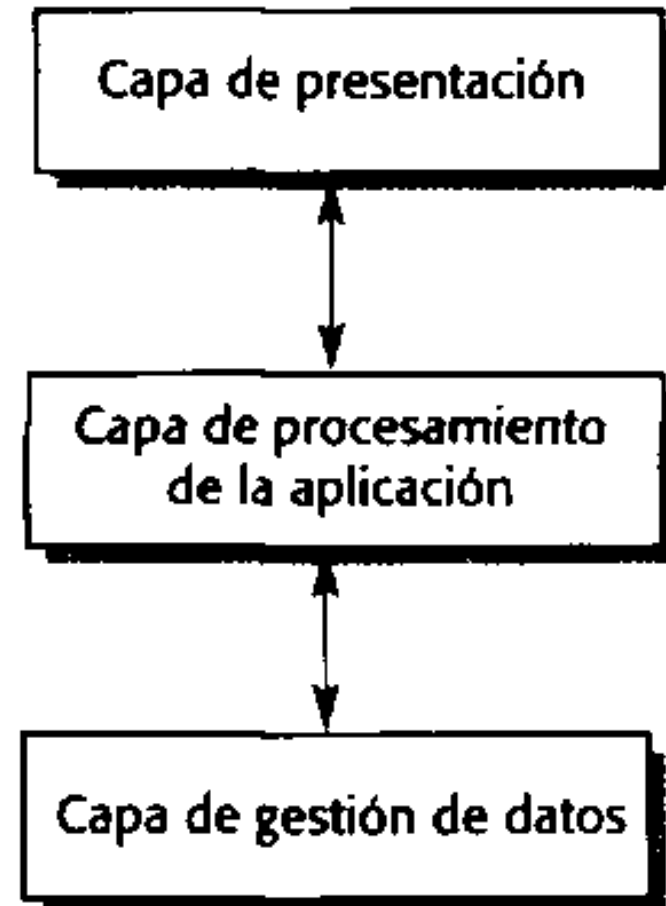 Capa de presentación
Capa de procesamiento
de la aplicación
Capa de gestión de datos